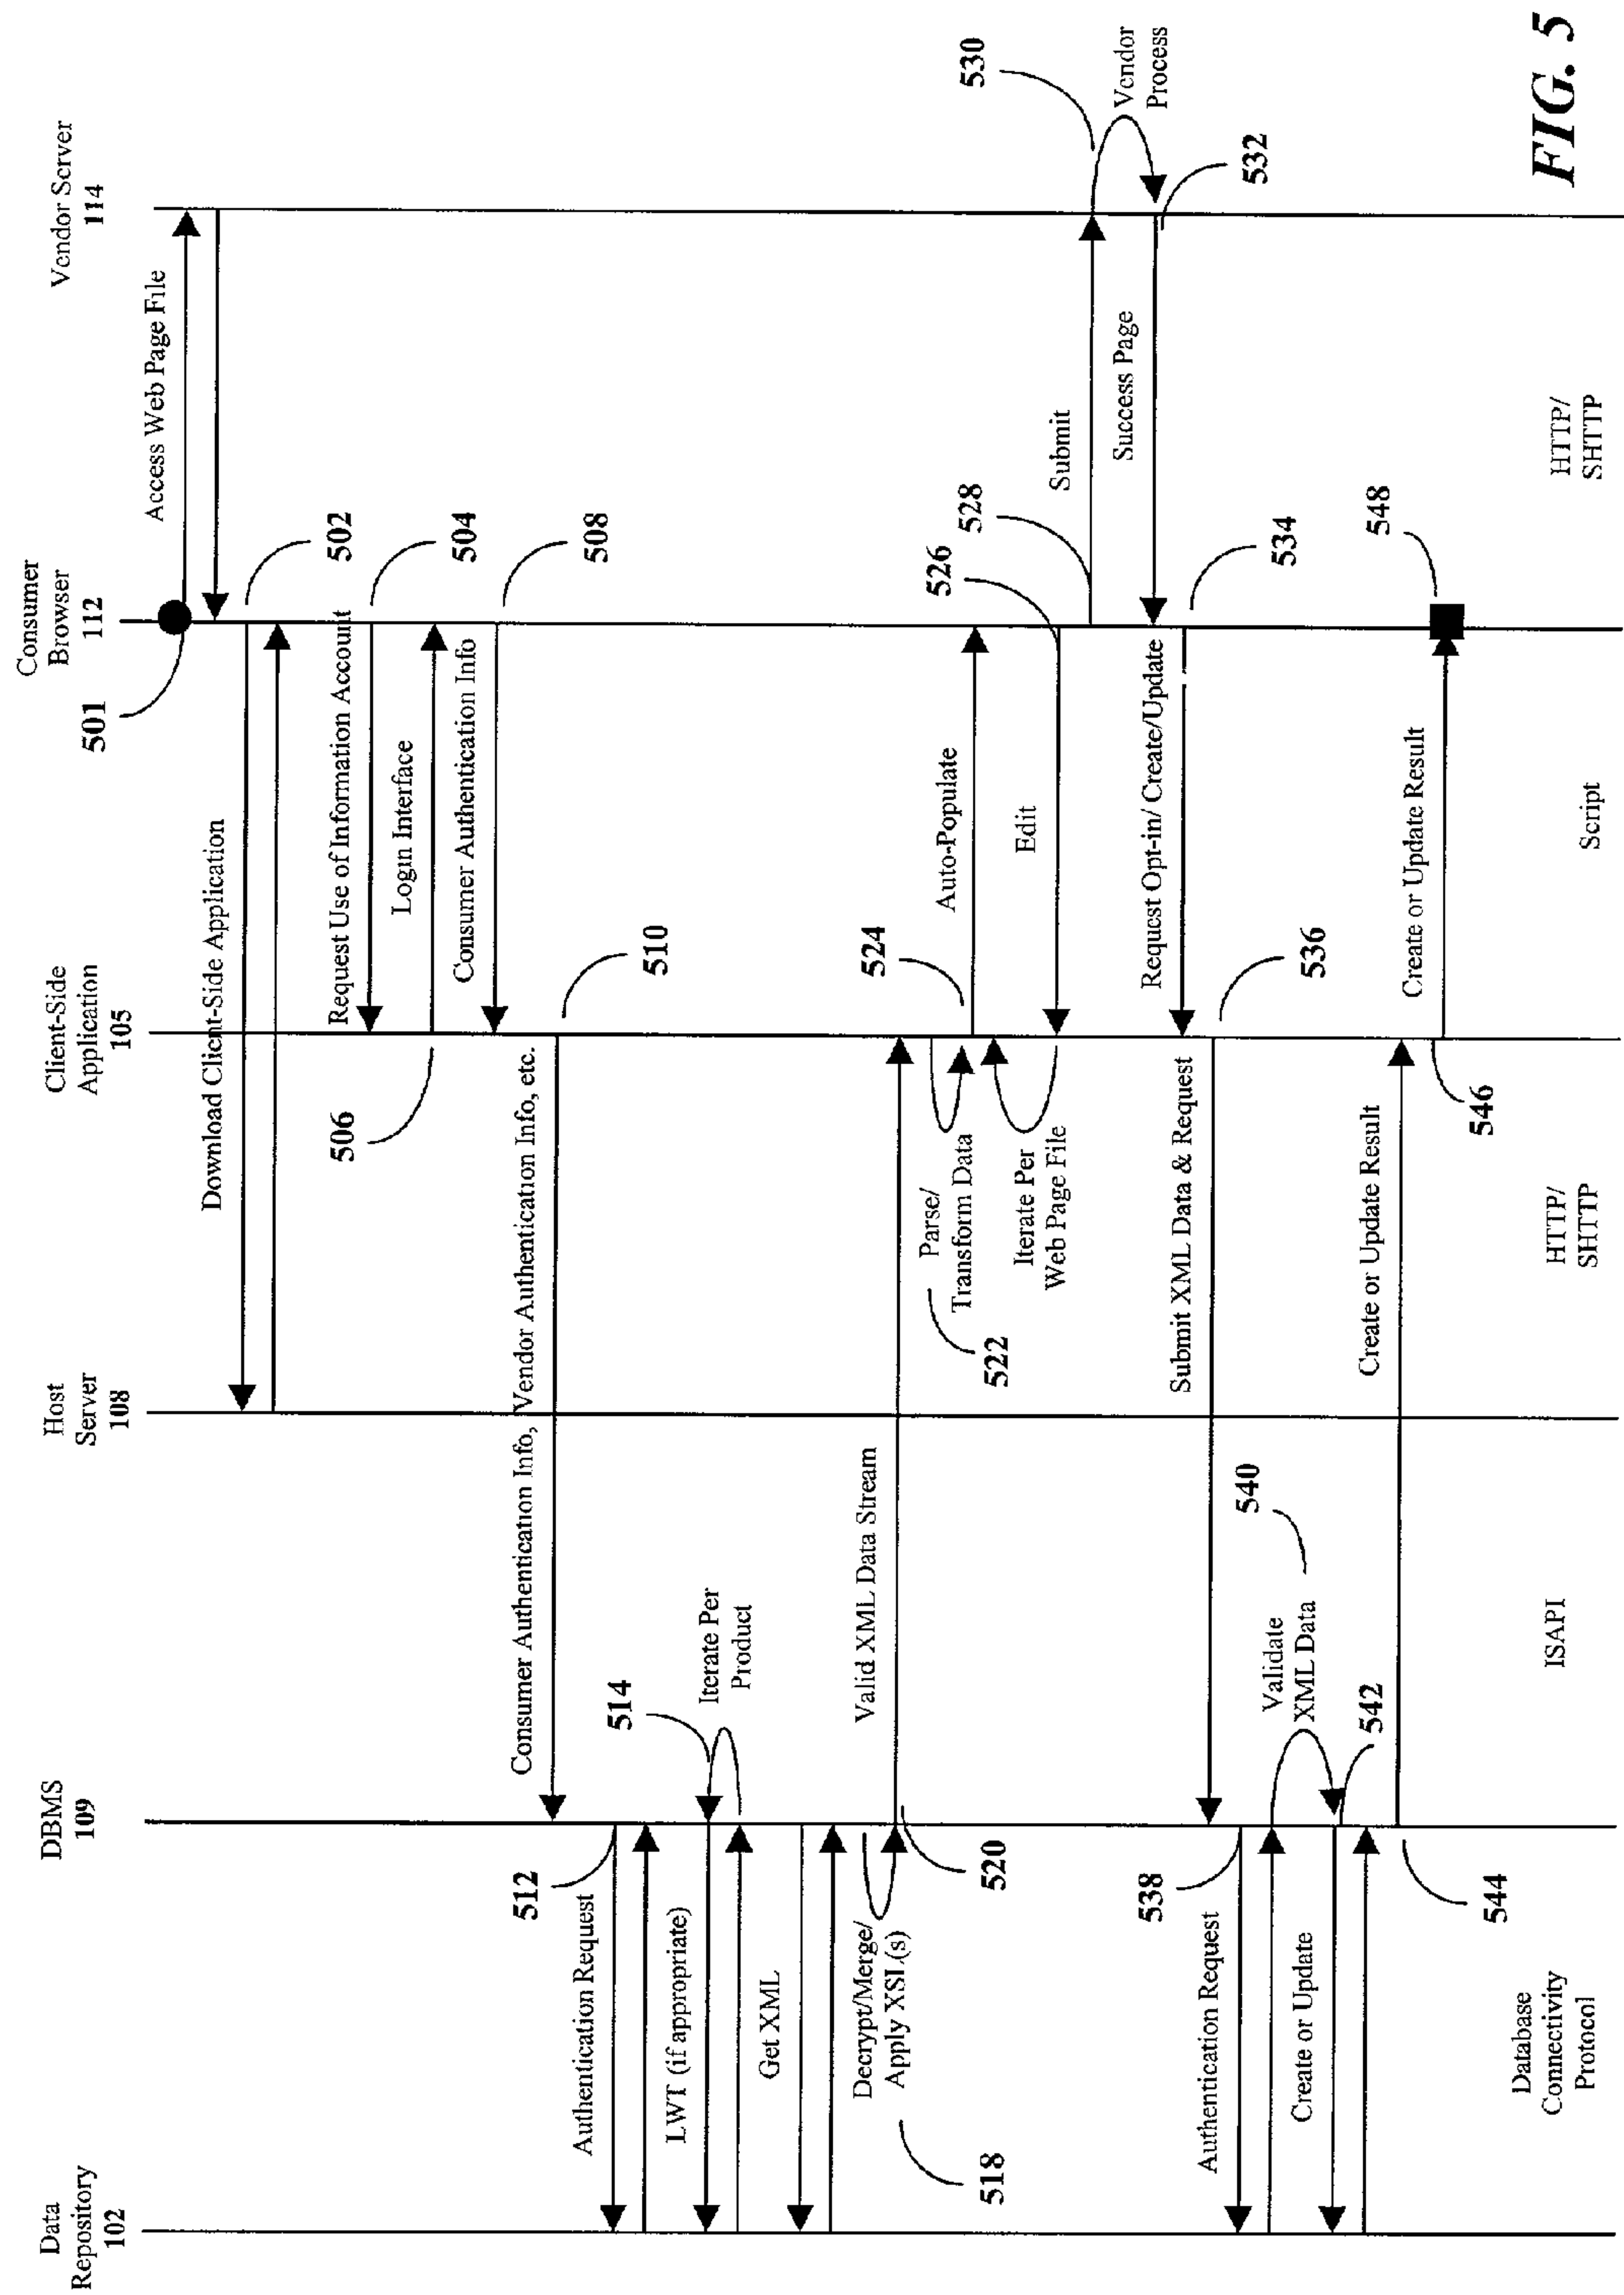 Data
Repository
102
DBMS
109
Host
Server
108
Client-Side
Application
105
Consumer
Browser
112
Vendor Server
114
501
Access Web Page File
Download Client-Side Application
502
Request Use of Information Account
504
Login Interface
506
Consumer Authentication Info
508
Consumer Authentication Info, Vendor Authentication Info, etc.
510
Authentication Request
512
LWT (if appropriate)
514
Iterate Per
Product
Get XML
Decrypt/Merge/
Apply XSL(s)
518
Valid XML Data Stream
520
Parse/
Transform Data
522
524
Auto-Populate
Iterate Per
Web Page File
Edit
526
528
Submit
530
Vendor
Process
Success Page
532
Request Opt-in/ Create/Update
534
Submit XML Data & Request
536
Authentication Request
538
Validate
XML Data
540
Create or Update
542
Create or Update Result
544
Create or Update Result
546
548
Database
Connectivity
Protocol
ISAPI
HTTP/
SHTTP
Script
HTTP/
SHTTP
FIG. 5